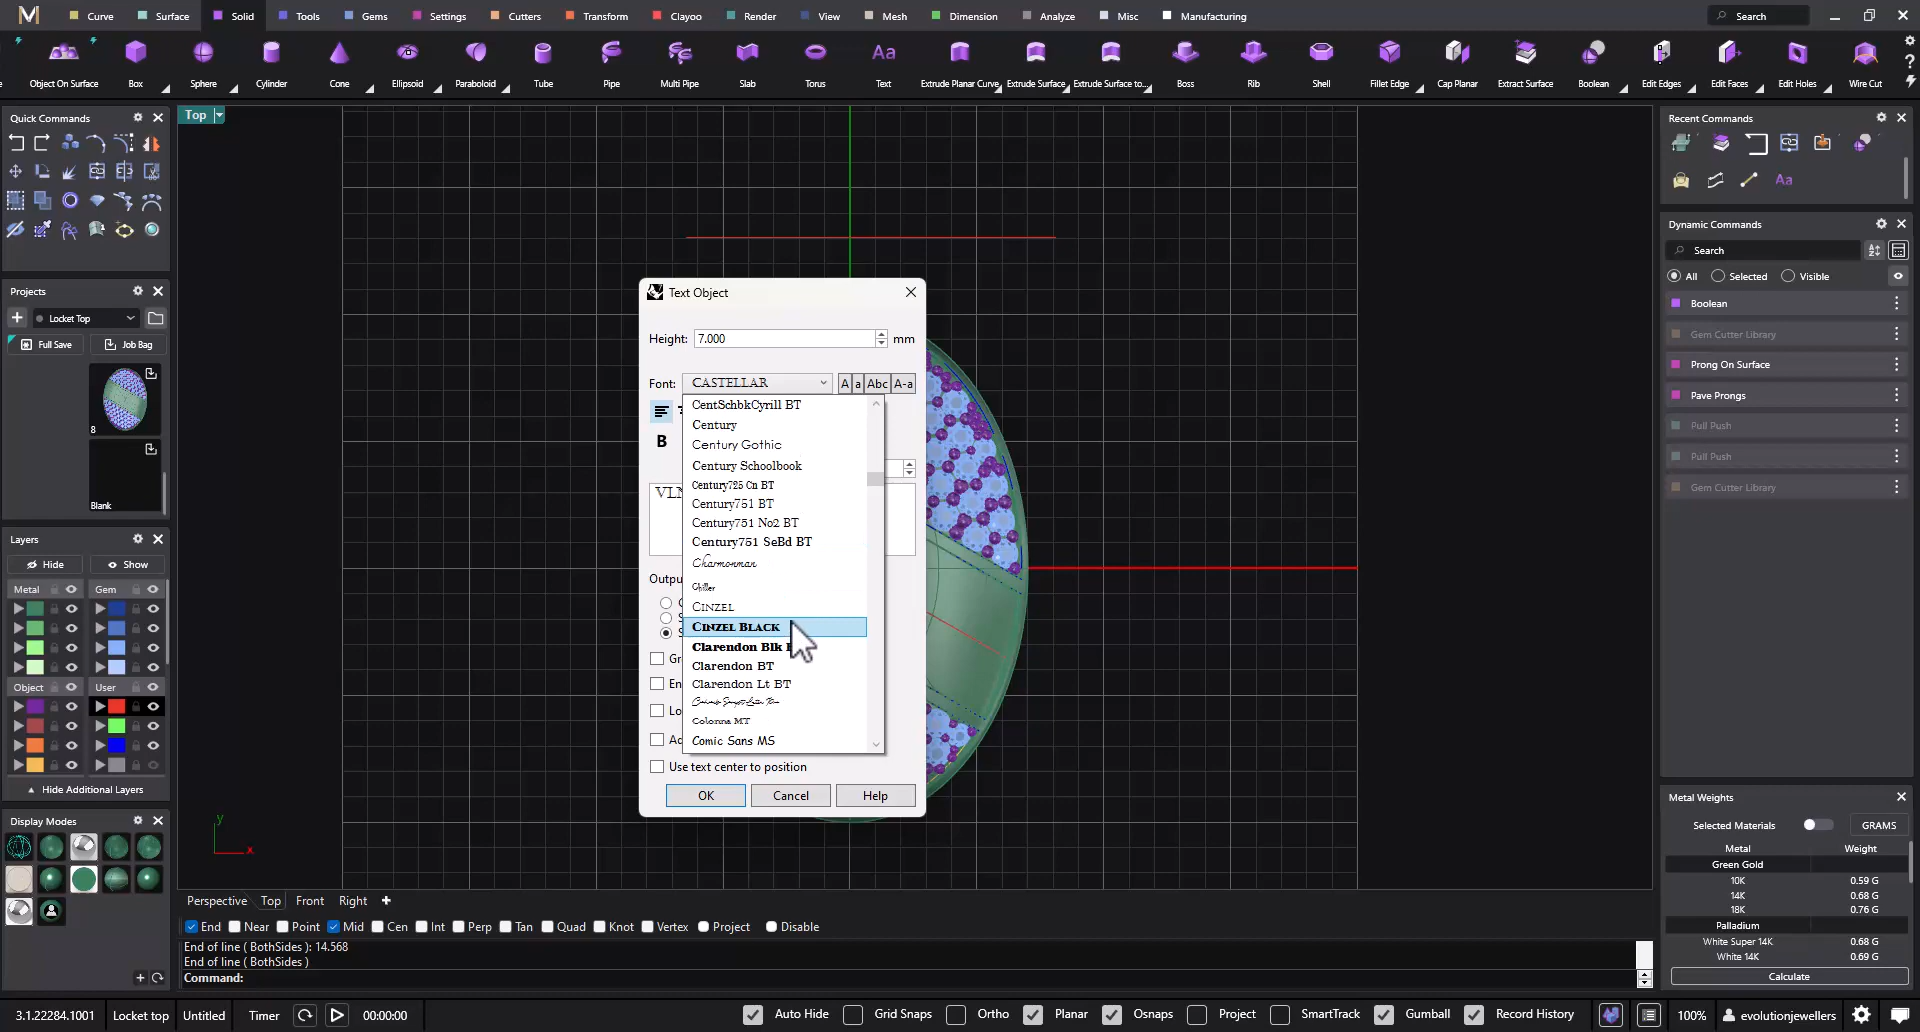 Curve Surface Solid Tools Gems Settings Cutters Transform Clayoo Render View Mesh Dimension Analyze Misc Manufacturing Search
Object On Surface Box Sphere Cylinder Cone Ellipsoid Paraboloid Tube Pipe Multi Pipe Slab Torus Text Extrude Planar Curve Extrude Surface Extrude Surface to... Boss Rib Shell Fillet Edge Cap Planar Extract Surface Boolean Edit Edges Edit Faces Edit Holes Wire Cut
Quick Commands
Projects
Locket Top
Full Save Job Bag
8
Blank
Layers
Hide Show
Metal Gem
Object User
Hide Additional Layers
Display Modes
Top
Text Object
Height: 7.000 mm
Font: CASTELLAR A a Abc A-a
CentSchbkCyrill BT
Century
Century Gothic
Century Schoolbook
Century725 Cn BT
Century751 BT
Century751 No2 BT
Century751 SeBd BT
Charmonman
Chiller
CINZEL
CINZEL BLACK
Clarendon Blk
Clarendon BT
Clarendon Lt BT
Colonna MT
Comic Sans MS
B
VLN
Outpu
Gr
En
Lo
Ac
Use text center to position
OK Cancel Help
y
x
Perspective Top Front Right
End Near Point Mid Cen Int Perp Tan Quad Knot Vertex Project Disable
End of line ( BothSides ): 14.568
End of line ( BothSides )
Command:
Recent Commands
Aa
Dynamic Commands
Search
All Selected Visible
Boolean
Gem Cutter Library
Prong On Surface
Pave Prongs
Pull Push
Pull Push
Gem Cutter Library
Metal Weights
Selected Materials GRAMS
Metal Weight
Green Gold
10K 0.59 G
14K 0.68 G
18K 0.76 G
Palladium
White Super 14K 0.68 G
White 14K 0.69 G
Calculate
3.1.22284.1001 Locket top Untitled Timer 00:00:00 Auto Hide Grid Snaps Ortho Planar Osnaps Project SmartTrack Gumball Record History 100% evolutionjewellers